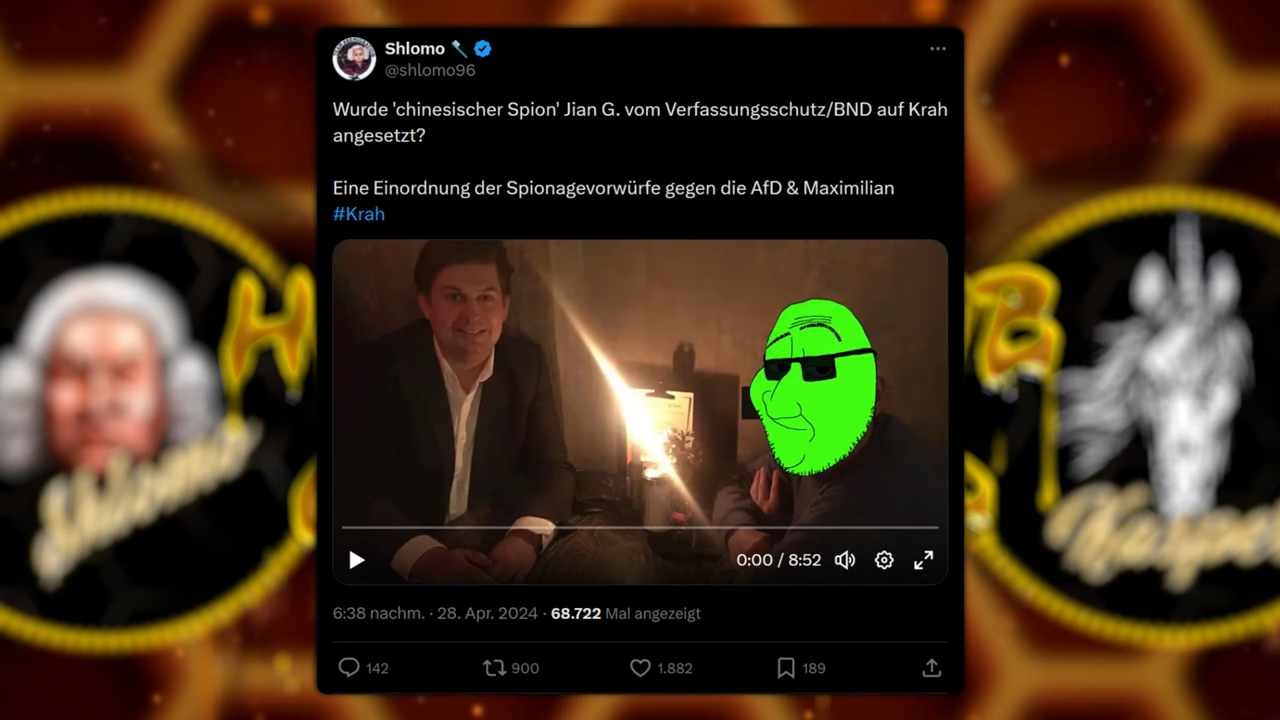 Shlomo
@shlomo96
Wurde 'chinesischer Spion' Jian G. vom Verfassungsschutz/BND auf Krah
angesetzt?
Eine Einordnung der Spionagevorwürfe gegen die AfD & Maximilian
#Krah
0:00 / 8:52
6:38 nachm. · 28. Apr. 2024 · 68.722 Mal angezeigt
142
900
1.882
189
Shlomo